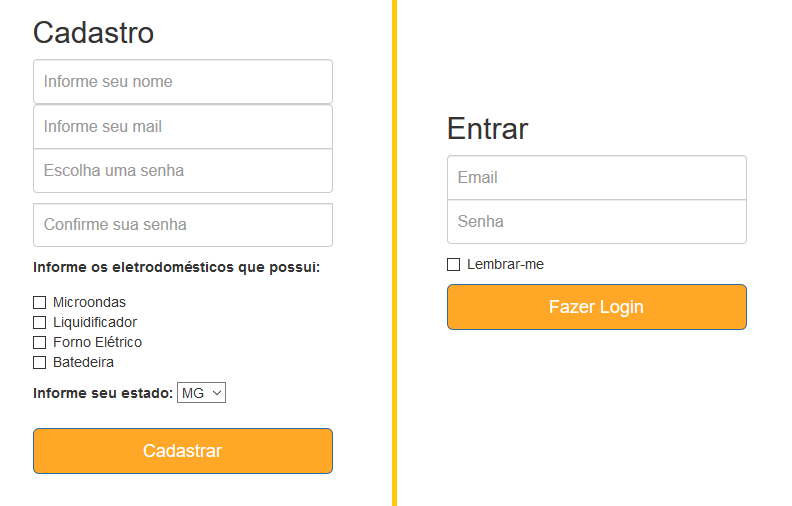 Cadastro
Informe seu nome
Informe seu mail
Escolha uma senha
Confirme sua senha
Informe os eletrodomésticos que possui:
Microondas
Liquidificador
Forno Elétrico
Batedeira
Informe seu estado: MG
Cadastrar
Entrar
Email
Senha
Lembrar-me
Fazer Login